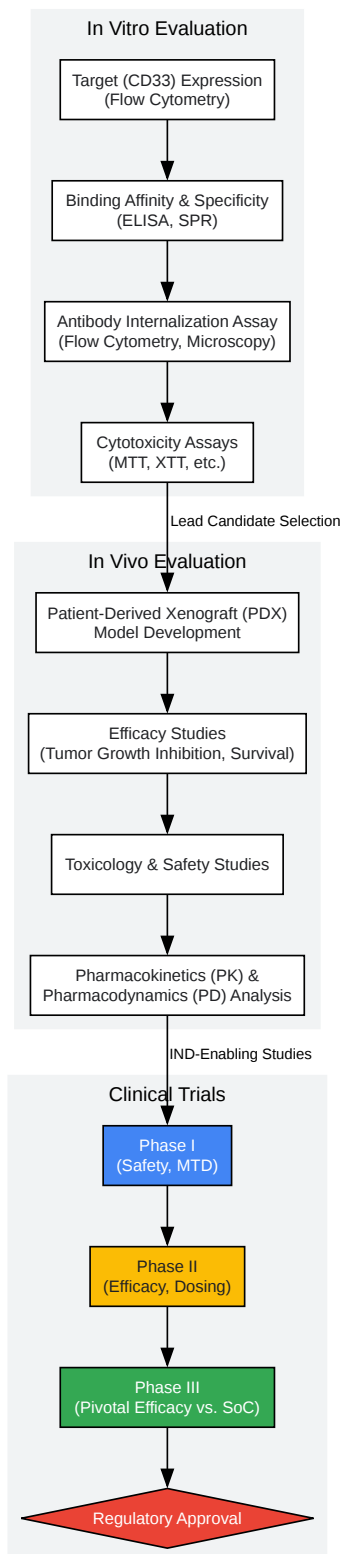 In Vitro Evaluation
Target (CD33) Expression
(Flow Cytometry)
Binding Affinity & Specificity
(ELISA, SPR)
Antibody Internalization Assay
(Flow Cytometry, Microscopy)
Cytotoxicity Assays
(MTT, XTT, etc.)
Lead Candidate Selection
In Vivo Evaluation
Patient-Derived Xenograft (PDX)
Model Development
Efficacy Studies
(Tumor Growth Inhibition, Survival)
Toxicology & Safety Studies
Pharmacokinetics (PK) &
Pharmacodynamics (PD) Analysis
IND-Enabling Studies
Clinical Trials
Phase I
(Safety, MTD)
Phase II
(Efficacy, Dosing)
Phase III
(Pivotal Efficacy vs. SoC)
Regulatory Approval